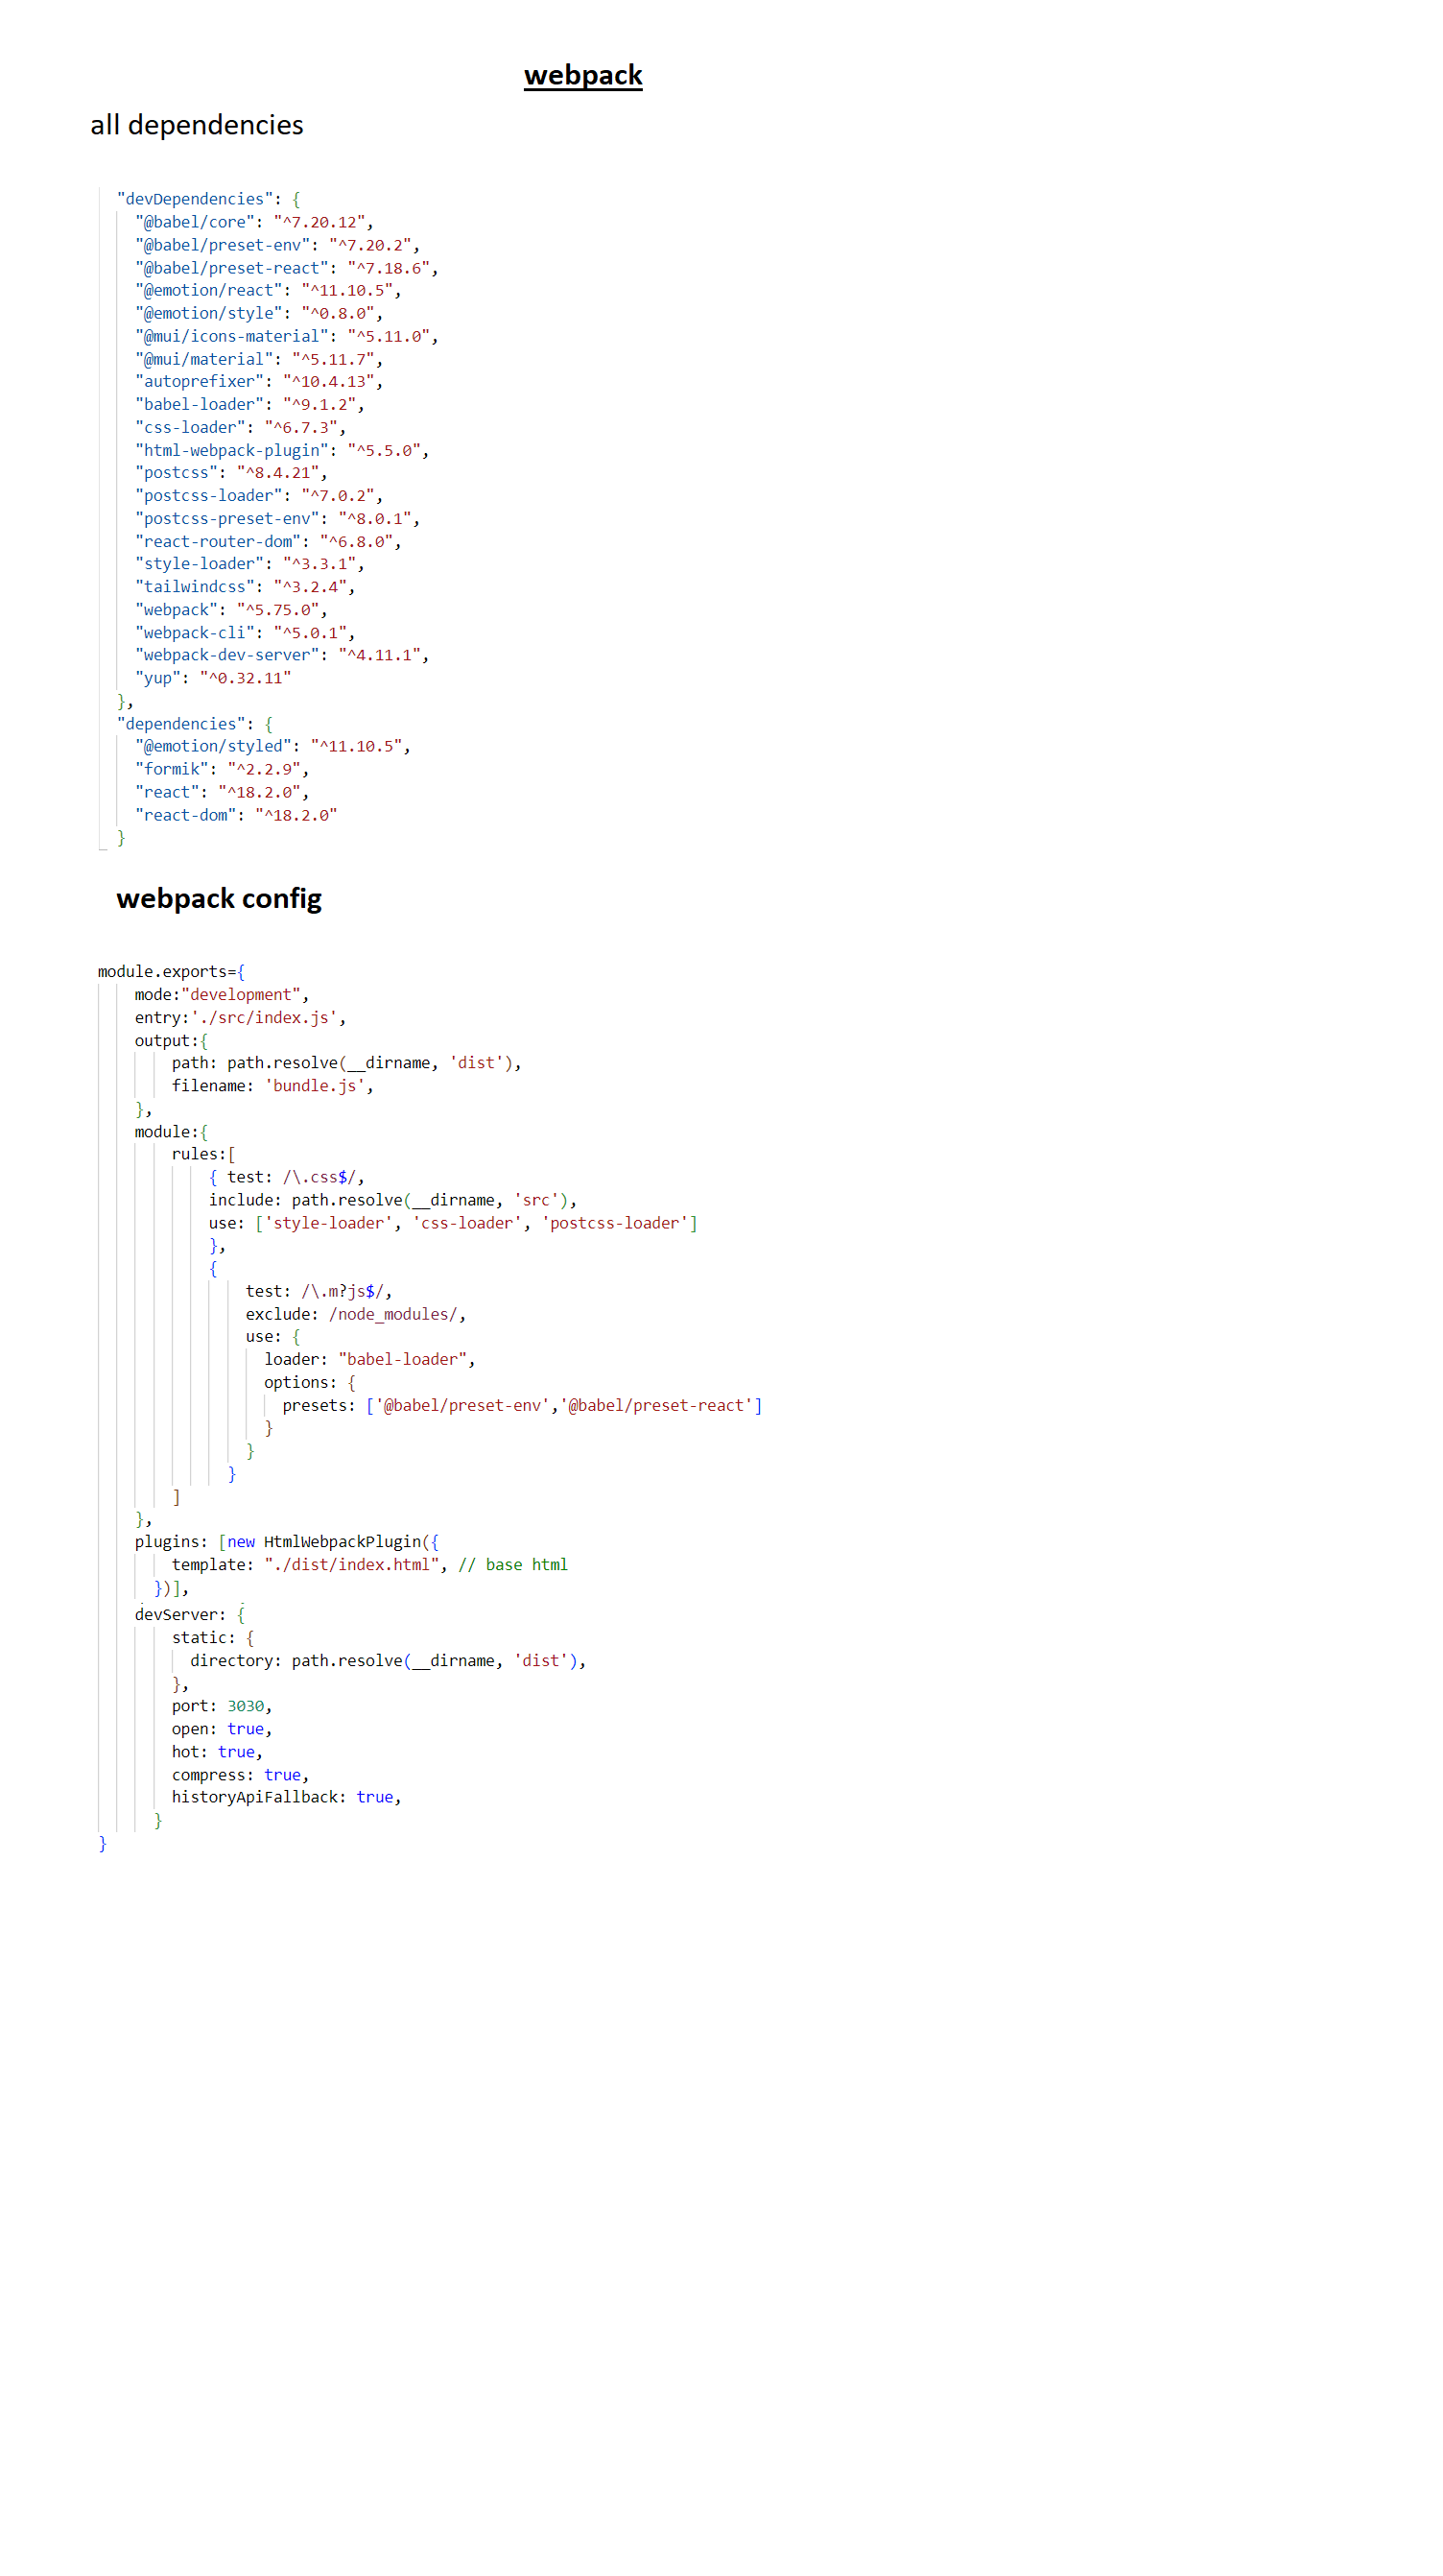 webpack
all dependencies
"devDependencies": {
"@babel/core": "^7.20.12",
"@babel/preset-env": "^7.20.2",
"@babel/preset-react": "^7.18.6",
"@emotion/react": "^11.10.5",
"@emotion/style": "^0.8.0",
"@mui/icons-material": "^5.11.0",
"@mui/material": "^5.11.7",
"autoprefixer": "^10.4.13",
"babel-loader": "^9.1.2",
"css-loader": "^6.7.3",
"html-webpack-plugin": "^5.5.0",
"postcss": "^8.4.21",
"postcss-loader": "^7.0.2",
"postcss-preset-env": "^8.0.1",
"react-router-dom": "^6.8.0",
"style-loader": "^3.3.1",
"tailwindcss": "^3.2.4",
"webpack": "^5.75.0",
"webpack-cli": "^5.0.1",
"webpack-dev-server": "^4.11.1",
"yup": "^0.32.11"
},
"dependencies": {
"@emotion/styled": "^11.10.5",
"formik": "^2.2.9",
"react": "^18.2.0",
"react-dom": "^18.2.0"
}
webpack config
module.exports={
mode:"development",
entry:'./src/index.js',
output:{
path: path.resolve(__dirname, 'dist'),
filename: 'bundle.js',
},
module:{
rules:[
{ test: /\.css$/,
include: path.resolve(__dirname, 'src'),
use: ['style-loader', 'css-loader', 'postcss-loader']
},
{
test: /\.m?js$/,
exclude: /node_modules/,
use: {
loader: "babel-loader",
options: {
presets: ['@babel/preset-env','@babel/preset-react']
}
}
}
]
},
plugins: [new HtmlWebpackPlugin({
template: "./dist/index.html", // base html
})],
devServer: {
static: {
directory: path.resolve(__dirname, 'dist'),
},
port: 3030,
open: true,
hot: true,
compress: true,
historyApiFallback: true,
}
}